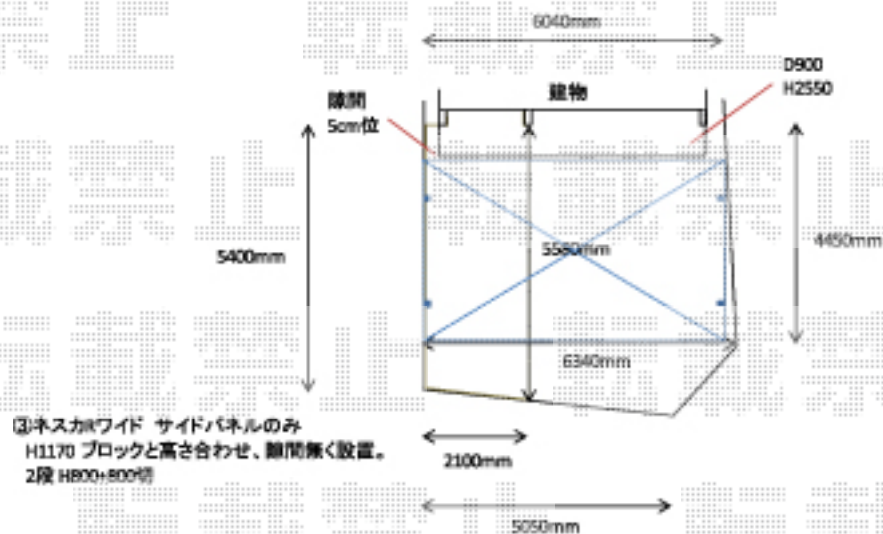 6040mm
D900
H2550
建物
隙間
5cm位
5400mm
5580mm
4450mm
6340mm
③ネスカRワイド サイドパネルのみ
H1170 ブロックと高さ合わせ、隙間無く設置。
2段 H800+800切
2100mm
5050mm